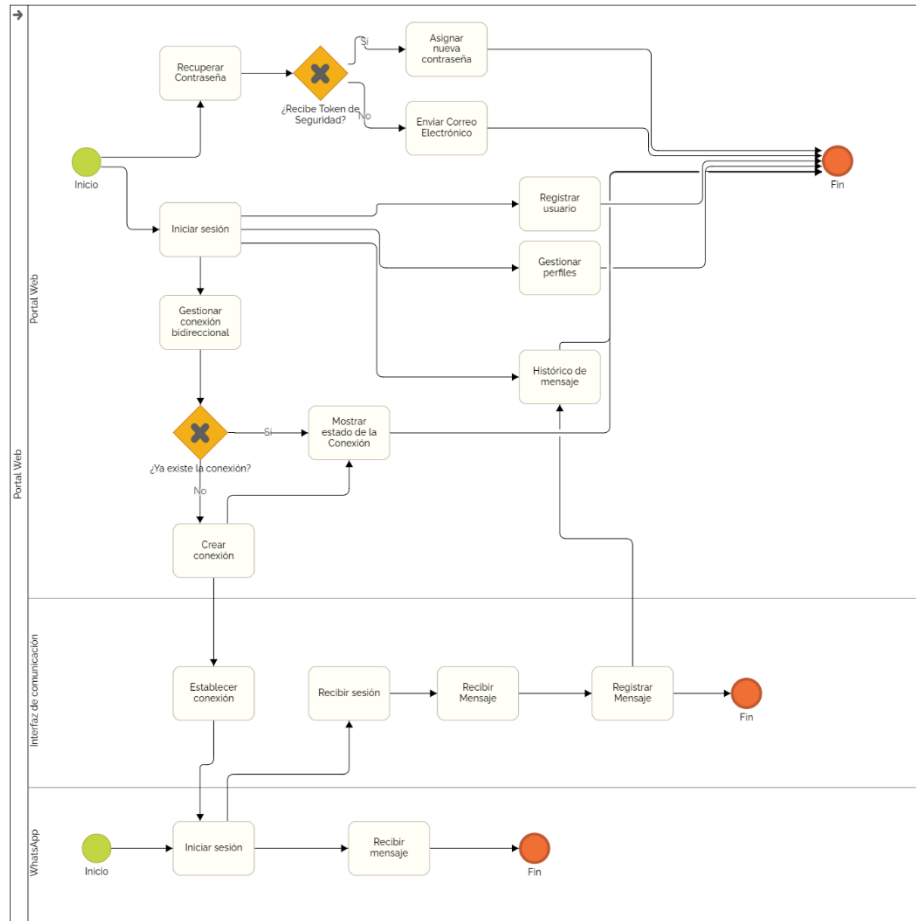 Recuperar
Contraseña
¿Recibe Token de
Seguridad?
Sí
No
Asignar
nueva
contraseña
Enviar Correo
Electrónico
Inicio
Fin
Iniciar sesión
Registrar
usuario
Gestionar
perfiles
Gestionar
conexión
bidireccional
Histórico de
mensaje
¿Ya existe la conexión?
Si
No
Mostrar
estado de la
Conexión
Crear
conexión
Portal Web
Portal Web
Interfaz de comunicación
Establecer
conexión
Recibir sesión
Recibir
Mensaje
Registrar
Mensaje
Fin
WhatsApp
Inicio
Iniciar sesión
Recibir
mensaje
Fin